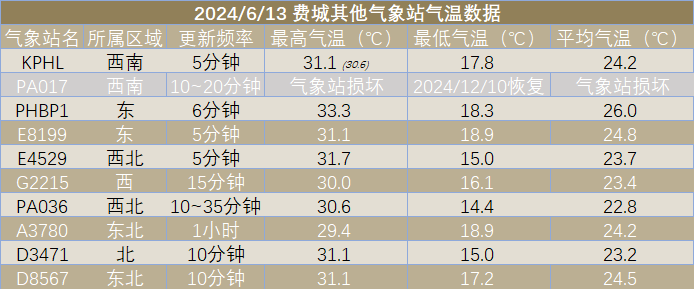 2024/6/13 费城其他气象站气温数据
气象站名 所属区域 更新频率 最高气温（℃） 最低气温（℃） 平均气温（℃）
KPHL 西南 5分钟 31.1 (30.6) 17.8 24.2
PA017 西南 10~20分钟 气象站损坏 2024/12/10恢复 气象站损坏
PHBP1 东 6分钟 33.3 18.3 26.0
E8199 东 5分钟 31.1 18.9 24.8
E4529 西北 5分钟 31.7 15.0 23.7
G2215 西 15分钟 30.0 16.1 23.4
PA036 西北 10~35分钟 30.6 14.4 22.8
A3780 东北 1小时 29.4 18.9 24.2
D3471 北 10分钟 31.1 15.0 23.2
D8567 东北 10分钟 31.1 17.2 24.5